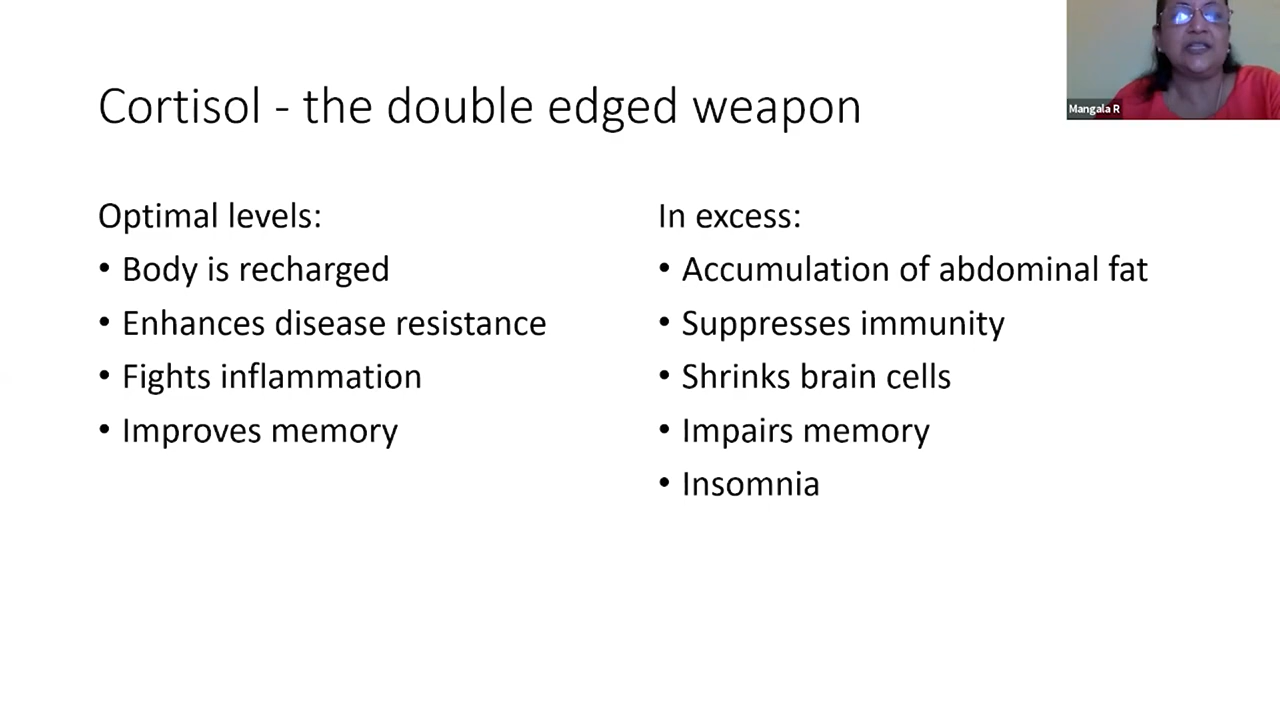 Cortisol - the double edged weapon
Mangala R
Optimal levels:
• Body is recharged
• Enhances disease resistance
• Fights inflammation
• Improves memory
In excess:
• Accumulation of abdominal fat
• Suppresses immunity
• Shrinks brain cells
• Impairs memory
• Insomnia